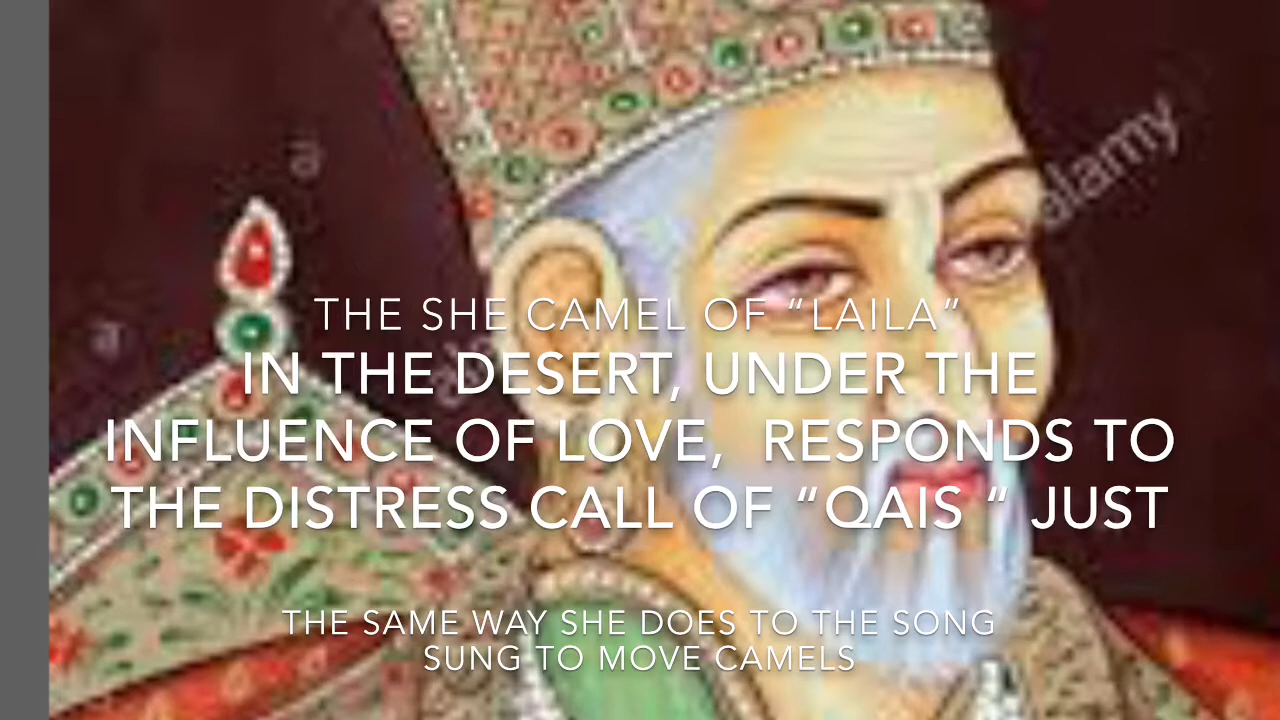 THE SHE CAMEL OF “LAILA”
IN THE DESERT, UNDER THE
INFLUENCE OF LOVE,  RESPONDS TO
THE DISTRESS CALL OF “QAIS “ JUST
THE SAME WAY SHE DOES TO THE SONG
SUNG TO MOVE CAMELS
alamy
a
a